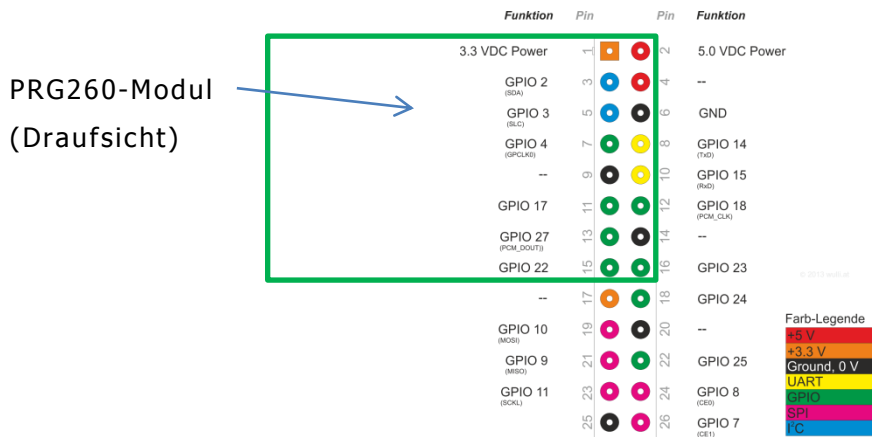 Funktion Pin Pin Funktion
3.3 VDC Power 1 2 5.0 VDC Power
PRG260-Modul
(Draufsicht)
GPIO 2 3 4 --
(SDA)
GPIO 3 5 6 GND
(SLC)
GPIO 4 7 8 GPIO 14
(GPCLK0) (TxD)
-- 9 10 GPIO 15
(RxD)
GPIO 17 11 12 GPIO 18
(PCM_CLK)
GPIO 27 13 14 --
(PCM_DOUT))
GPIO 22 15 16 GPIO 23
-- 17 18 GPIO 24
GPIO 10 19 20 --
(MOSI)
GPIO 9 21 22 GPIO 25
(MISO)
GPIO 11 23 24 GPIO 8
(SCKL) (CE0)
25 26 GPIO 7
(CE1)
Farb-Legende
+5 V
+3.3 V
Ground, 0 V
UART
GPIO
SPI
I²C